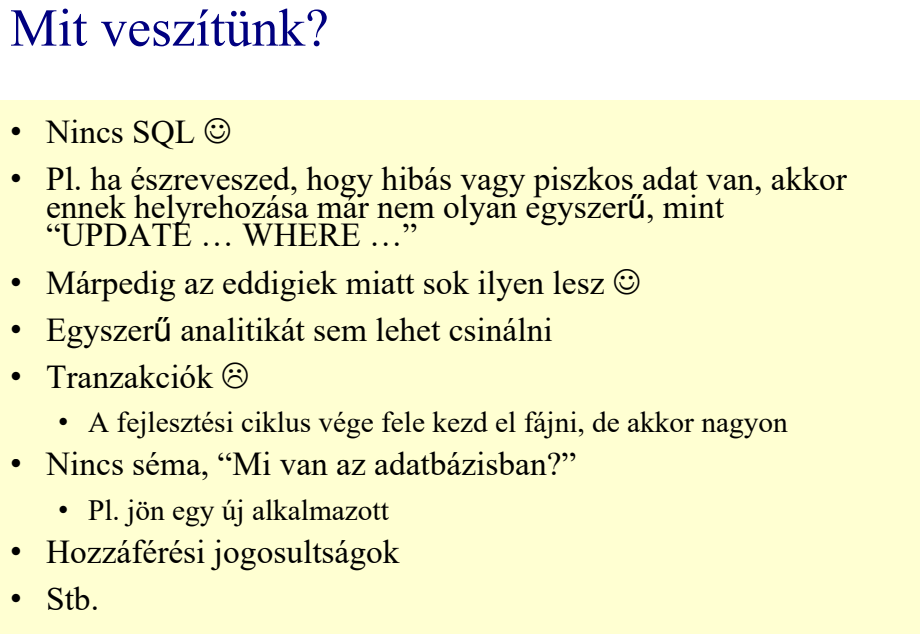 Mit veszítünk?
• Nincs SQL ☺
• Pl. ha észreveszed, hogy hibás vagy piszkos adat van, akkor
ennek helyrehozása már nem olyan egyszerű, mint
“UPDATE … WHERE …”
• Márpedig az eddigiek miatt sok ilyen lesz ☺
• Egyszerű analitikát sem lehet csinálni
• Tranzakciók ☹
• A fejlesztési ciklus vége fele kezd el fájni, de akkor nagyon
• Nincs séma, “Mi van az adatbázisban?”
• Pl. jön egy új alkalmazott
• Hozzáférési jogosultságok
• Stb.